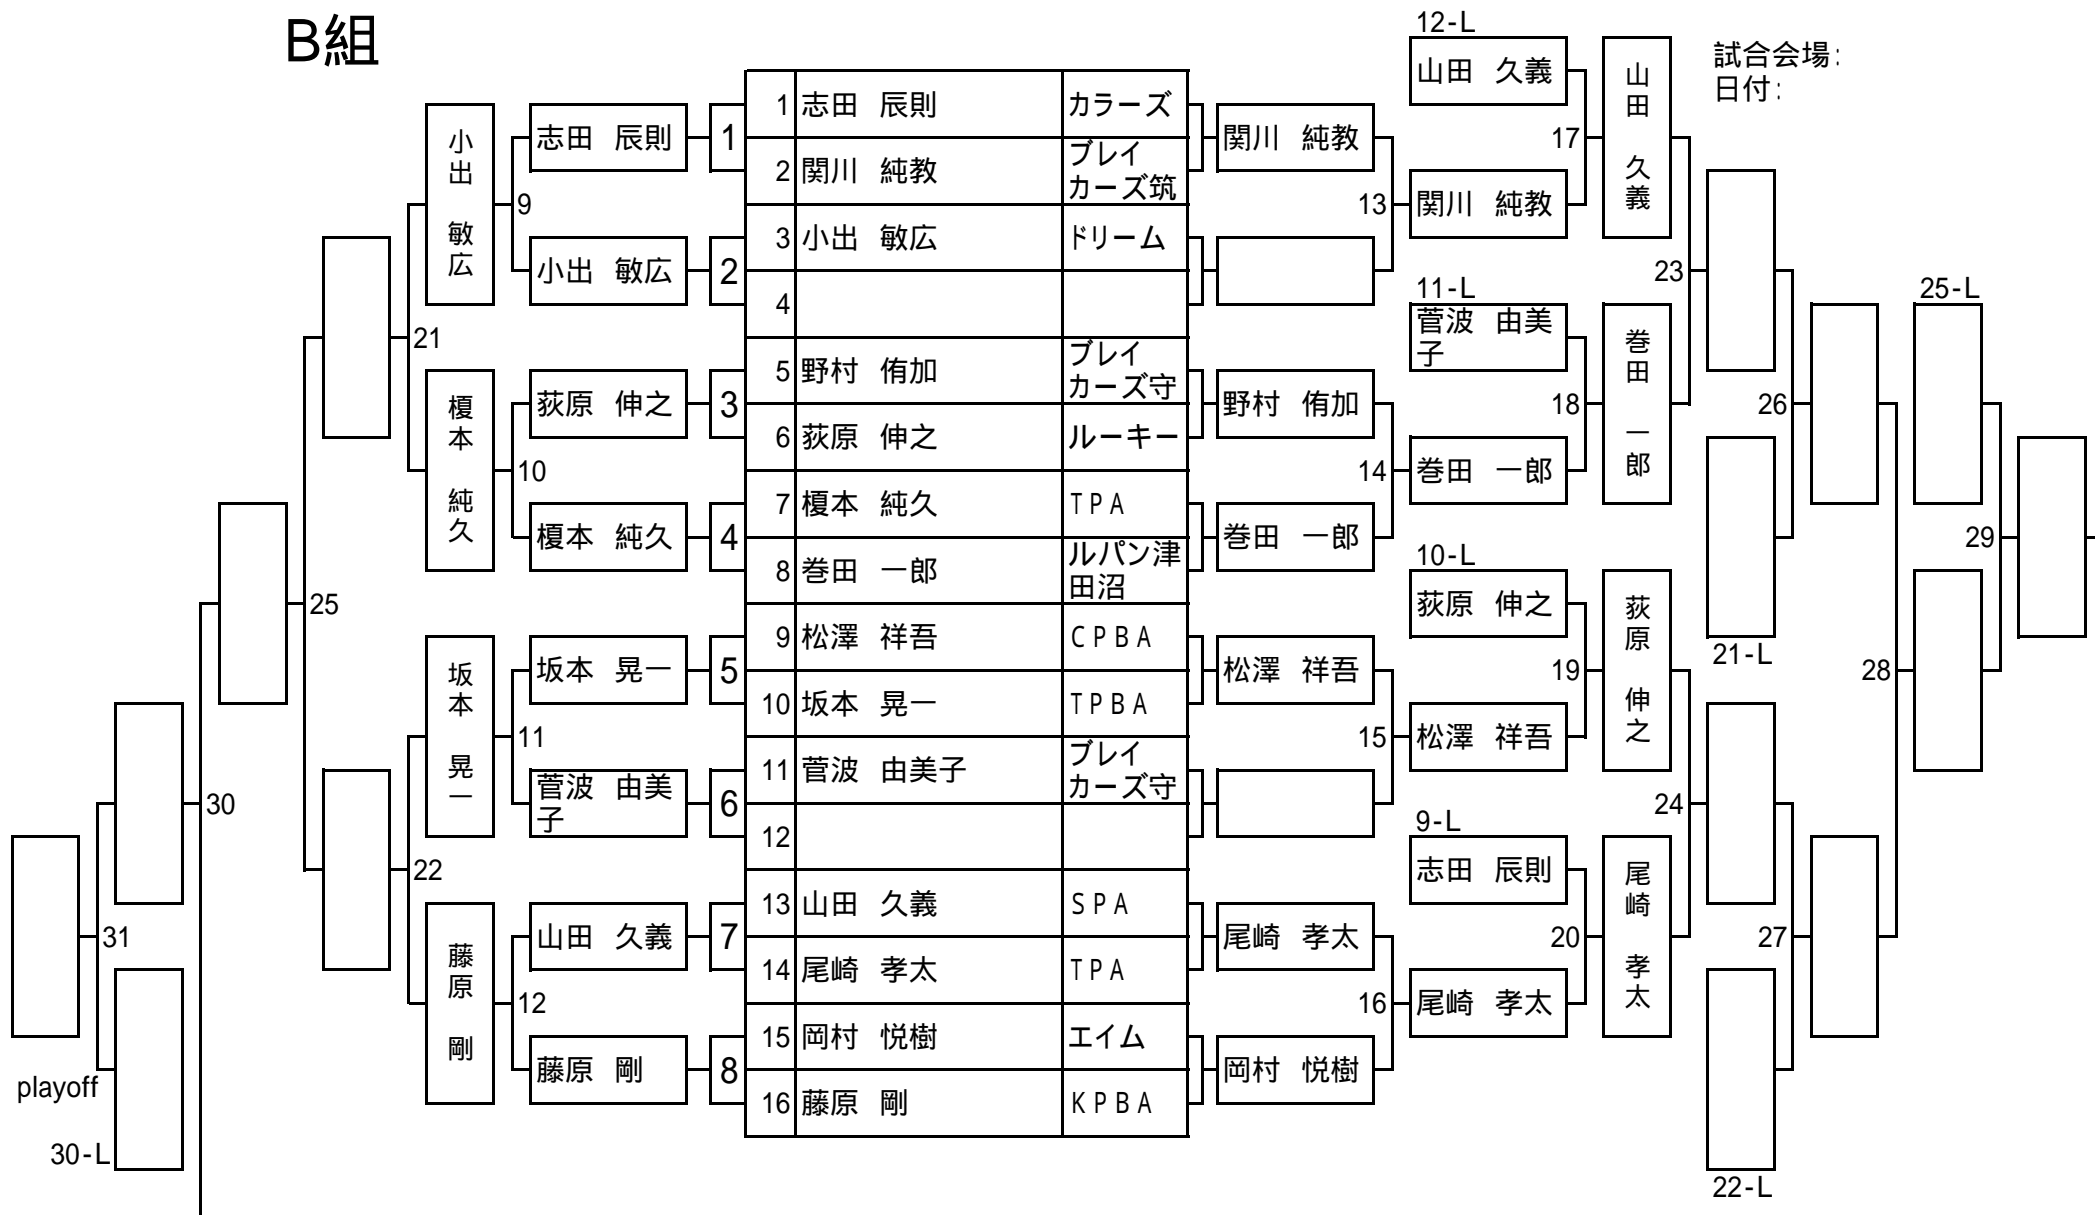 B組
試合会場:
日付:
1 志田 辰則 カラーズ
2 関川 純教 ブレイ
カーズ筑
3 小出 敏広 ドリーム
4
5 野村 侑加 ブレイ
カーズ守
6 荻原 伸之 ルーキー
7 榎本 純久 TPA
8 巻田 一郎 ルパン津
田沼
9 松澤 祥吾 CPBA
10 坂本 晃一 TPBA
11 菅波 由美子 ブレイ
カーズ守
12
13 山田 久義 SPA
14 尾崎 孝太 TPA
15 岡村 悦樹 エイム
16 藤原 剛 KPBA
1
2
3
4
5
6
7
8
志田 辰則
小出 敏広
荻原 伸之
榎本 純久
坂本 晃一
菅波 由美
子
山田 久義
藤原 剛
9
10
11
12
小出 敏広
榎本 純久
坂本 晃一
藤原 剛
21
22
25
30
31
playoff
30-L
関川 純教
野村 侑加
巻田 一郎
松澤 祥吾
尾崎 孝太
岡村 悦樹
13
14
15
16
12-L
山田 久義
関川 純教
11-L
菅波 由美
子
巻田 一郎
10-L
荻原 伸之
松澤 祥吾
9-L
志田 辰則
尾崎 孝太
17
18
19
20
山田 久義
巻田 一郎
荻原 伸之
尾崎 孝太
23
24
21-L
22-L
26
27
28
25-L
29